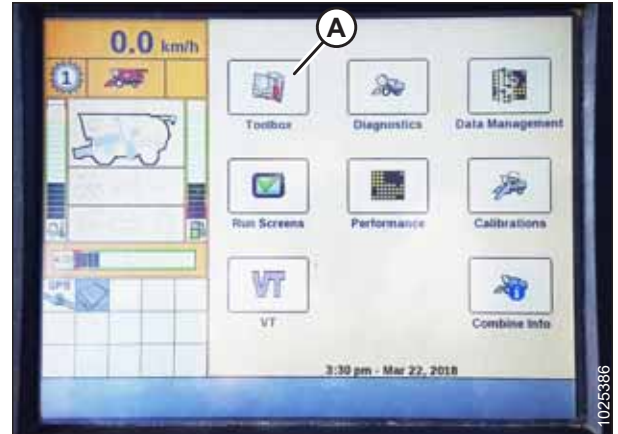 0.0 km/h
A
1
Toolbox
Diagnostics
Data Management
Run Screens
Performance
Calibrations
GPS
VT
VT
Combine Info
3:30 pm - Mar 22, 2018
1025386